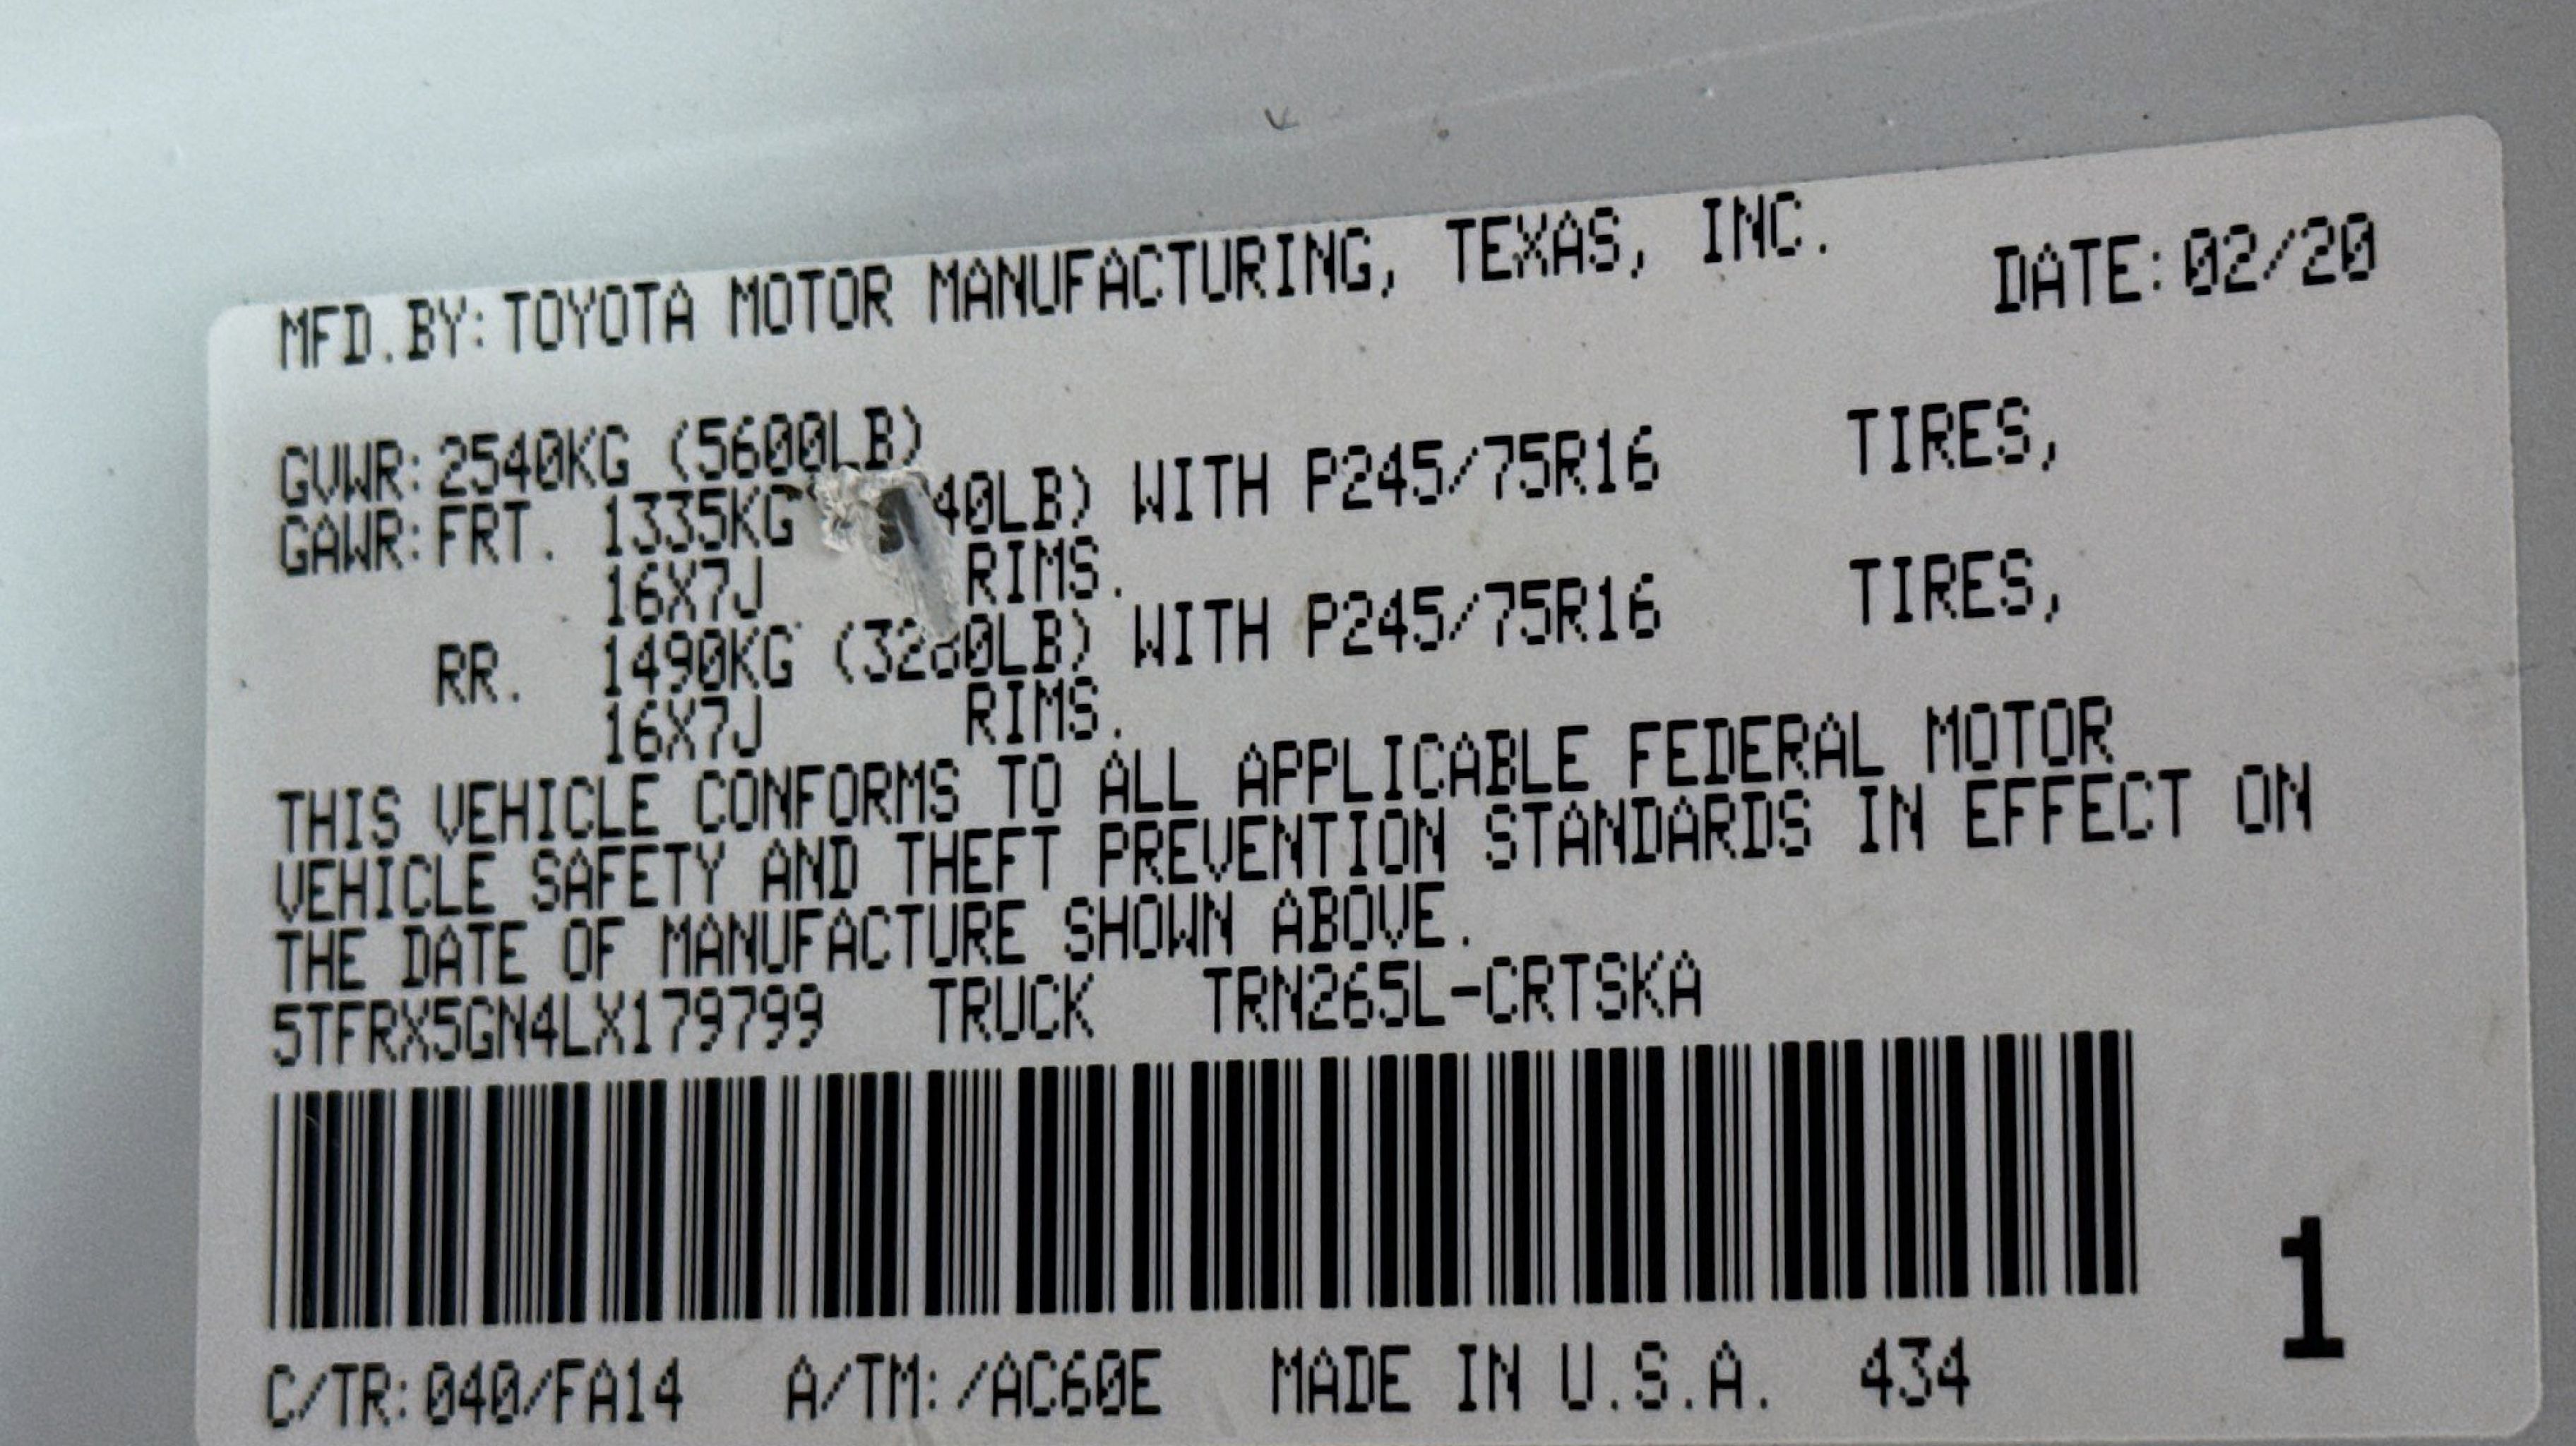 MFD.BY:TOYOTA MOTOR MANUFACTURING, TEXAS, INC.
DATE:02/20
GVWR:2540KG (5600LB)
GAWR:FRT. 1335KG 40LB) WITH P245/75R16 TIRES,
16X7J RIMS.
RR. 1490KG (3280LB) WITH P245/75R16 TIRES,
16X7J RIMS.
THIS VEHICLE CONFORMS TO ALL APPLICABLE FEDERAL MOTOR
VEHICLE SAFETY AND THEFT PREVENTION STANDARDS IN EFFECT ON
THE DATE OF MANUFACTURE SHOWN ABOVE.
5TFRX5GN4LX179799 TRUCK TRN265L-CRTSKA
C/TR:040/FA14 A/TM:/AC60E MADE IN U.S.A. 434
1